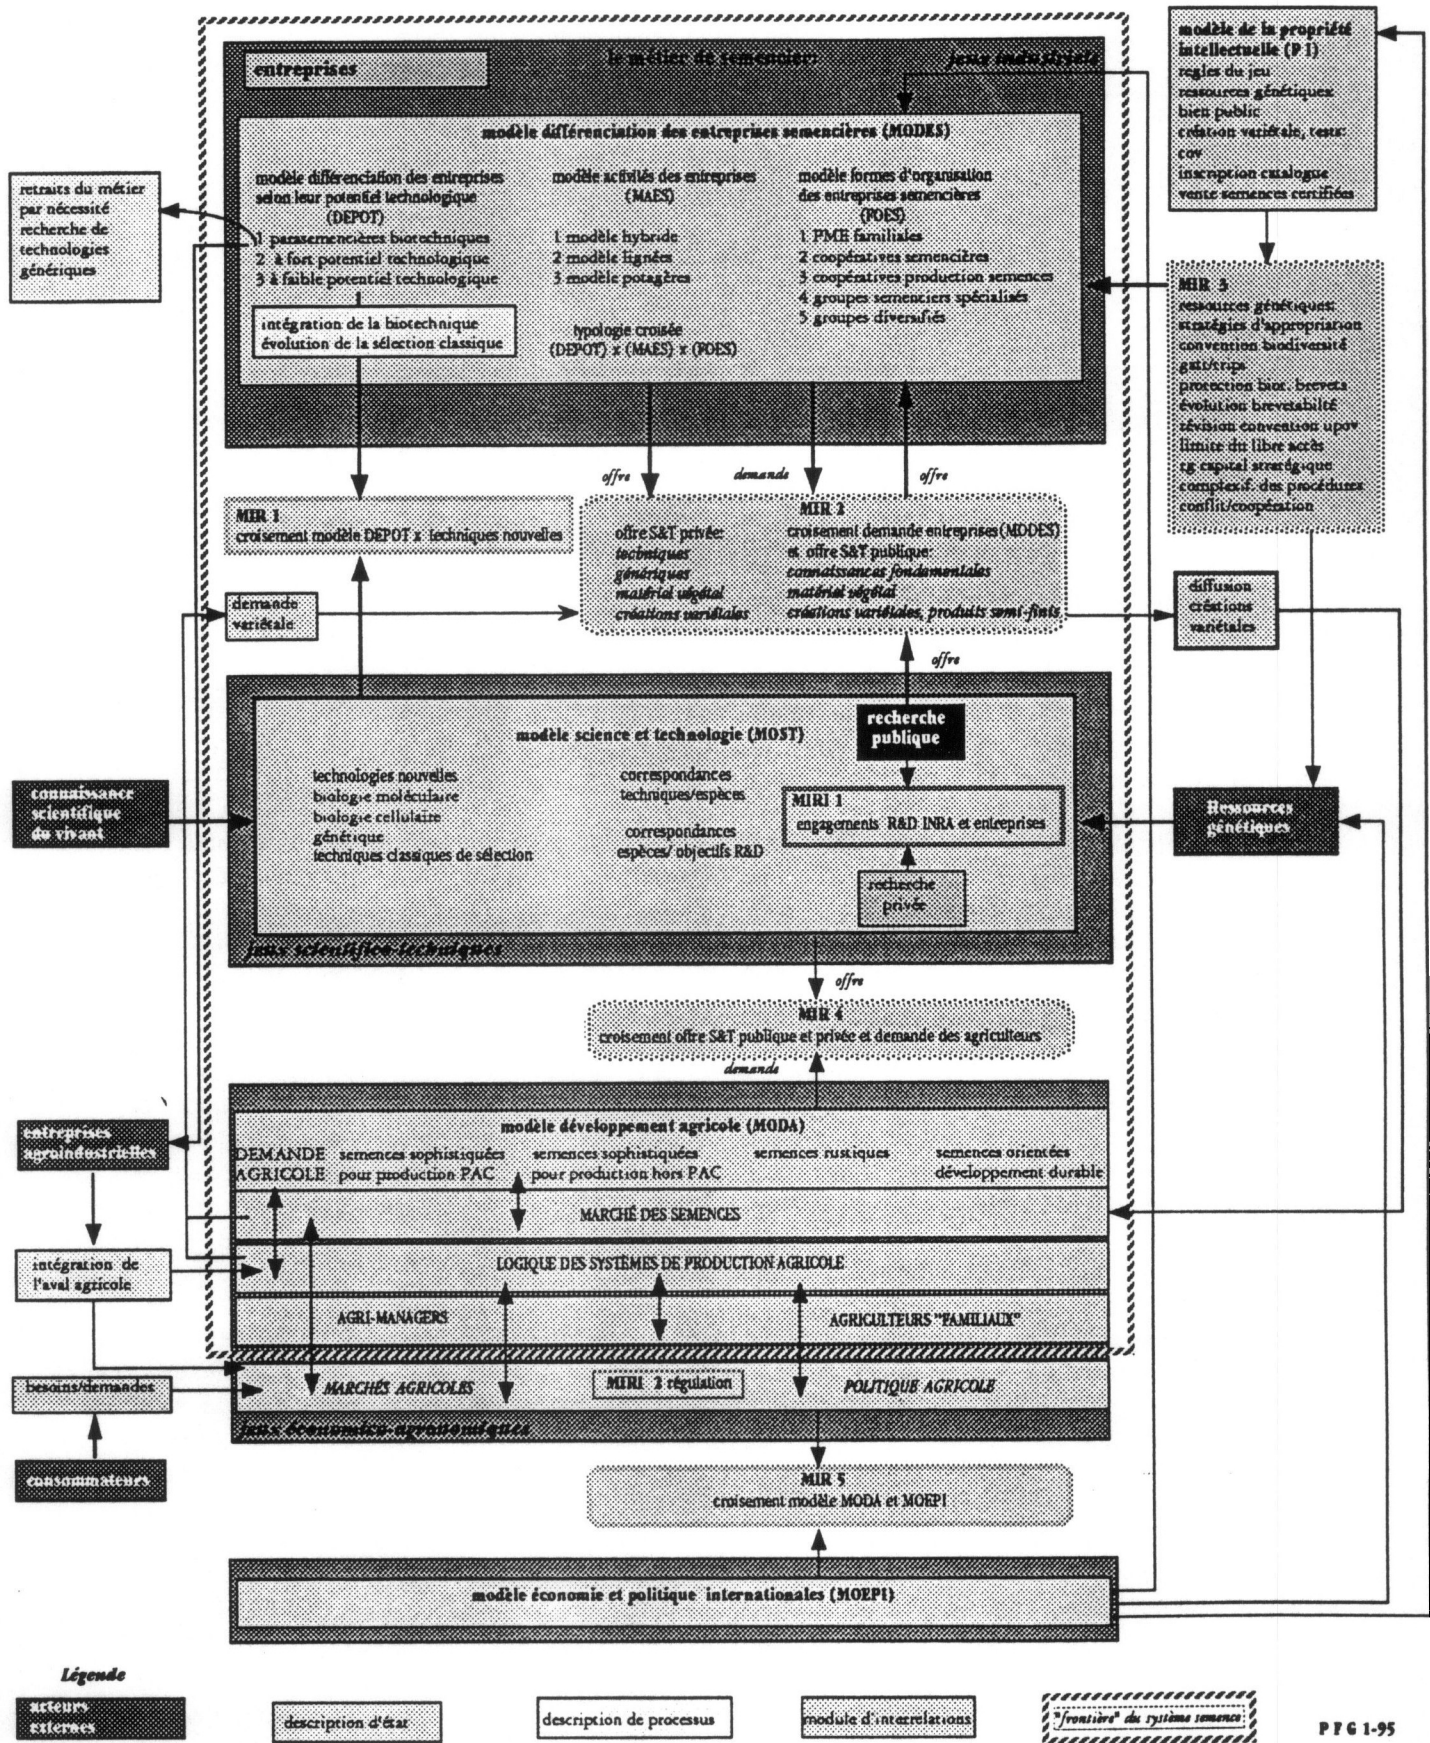 entreprises
le métier de semencier:
jeux industriels
modèle différenciation des entreprises semencières (MODES)
modèle différenciation des entreprises
selon leur potentiel technologique
(DEPOT)
1 parasemencières biotechniques
2 à fort potentiel technologique
3 à faible potentiel technologique
intégration de la biotechnique
évolution de la sélection classique
modèle activités des entreprises
(MAES)
1 modèle hybride
2 modèle lignées
3 modèle potagères
typologie croisée
(DEPOT) x (MAES) x (FOES)
modèle formes d'organisation
des entreprises semencières
(FOES)
1 PME familiales
2 coopératives semencières
3 coopératives production semences
4 groupes semenciers spécialisés
5 groupes diversifiés
retraits du métier
par nécessité
recherche de
technologies
génériques
modèle de la propriété
intellectuelle (P I)
regles du jeu
ressources génétiques:
bien public
création variétale, tests:
cov
inscription catalogue
vente semences certifiées
MIR 3
ressources génétiques:
stratégies d'appropriation
convention biodiversité
gatt/trips
protection biot. brevets
évolution brevetabilté
révision convention upov
limite du libre accès
rg capital stratégique
complexif. des procédures
conflit/coopération
offre
demande
offre
MIR 1
croisement modèle DEPOT x techniques nouvelles
MIR 2
offre S&T privée:
techniques
génériques
matériel végétal
créations variétales
croisement demande entreprises (MODES)
et offre S&T publique:
connaissances fondamentales
matériel végétal
créations variétales, produits semi-finis
demande
variétale
diffusion
créations
variétales
offre
modèle science et technologie (MOST)
recherche
publique
technologies nouvelles
biologie moléculaire
biologie cellulaire
génétique
techniques classiques de sélection
correspondances
techniques/espèces
correspondances
espèces/ objectifs R&D
MIRI 1
engagements R&D INRA et entreprises
recherche
privée
jeux scientifico-techniques
connaissance
scientifique
du vivant
Ressources
génétiques
offre
MIR 4
croisement offre S&T publique et privée et demande des agriculteurs
demande
modèle développement agricole (MODA)
DEMANDE
AGRICOLE
semences sophistiquées
pour production PAC
semences sophistiquées
pour production hors PAC
semences rustiques
semences orientées
développement durable
MARCHÉ DES SEMENCES
LOGIQUE DES SYSTÈMES DE PRODUCTION AGRICOLE
AGRI-MANAGERS
AGRICULTEURS "FAMILIAUX"
MARCHÉS AGRICOLES
MIRI 2 régulation
POLITIQUE AGRICOLE
jeux économico-agronomiques
entreprises
agroindustrielles
intégration de
l'aval agricole
besoins/demandes
consommateurs
MIR 5
croisement modèle MODA et MOEPI
modèle économie et politique internationales (MOEPI)
Légende
acteurs
externes
description d'état
description de processus
module d'interrelations
"frontière" du système semence
P F G 1-95